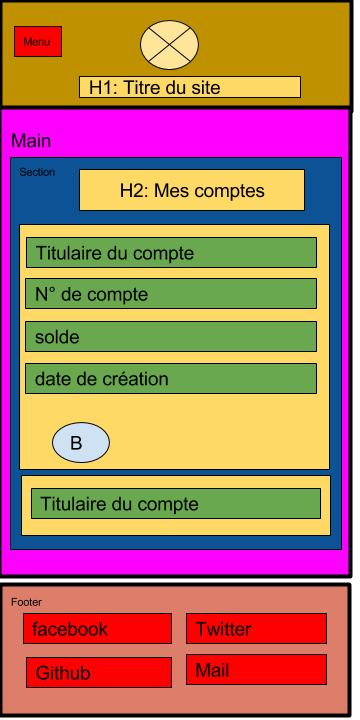 Menu
H1: Titre du site
Main
Section
H2: Mes comptes
Titulaire du compte
N° de compte
solde
date de création
B
Titulaire du compte
Footer
facebook
Twitter
Github
Mail